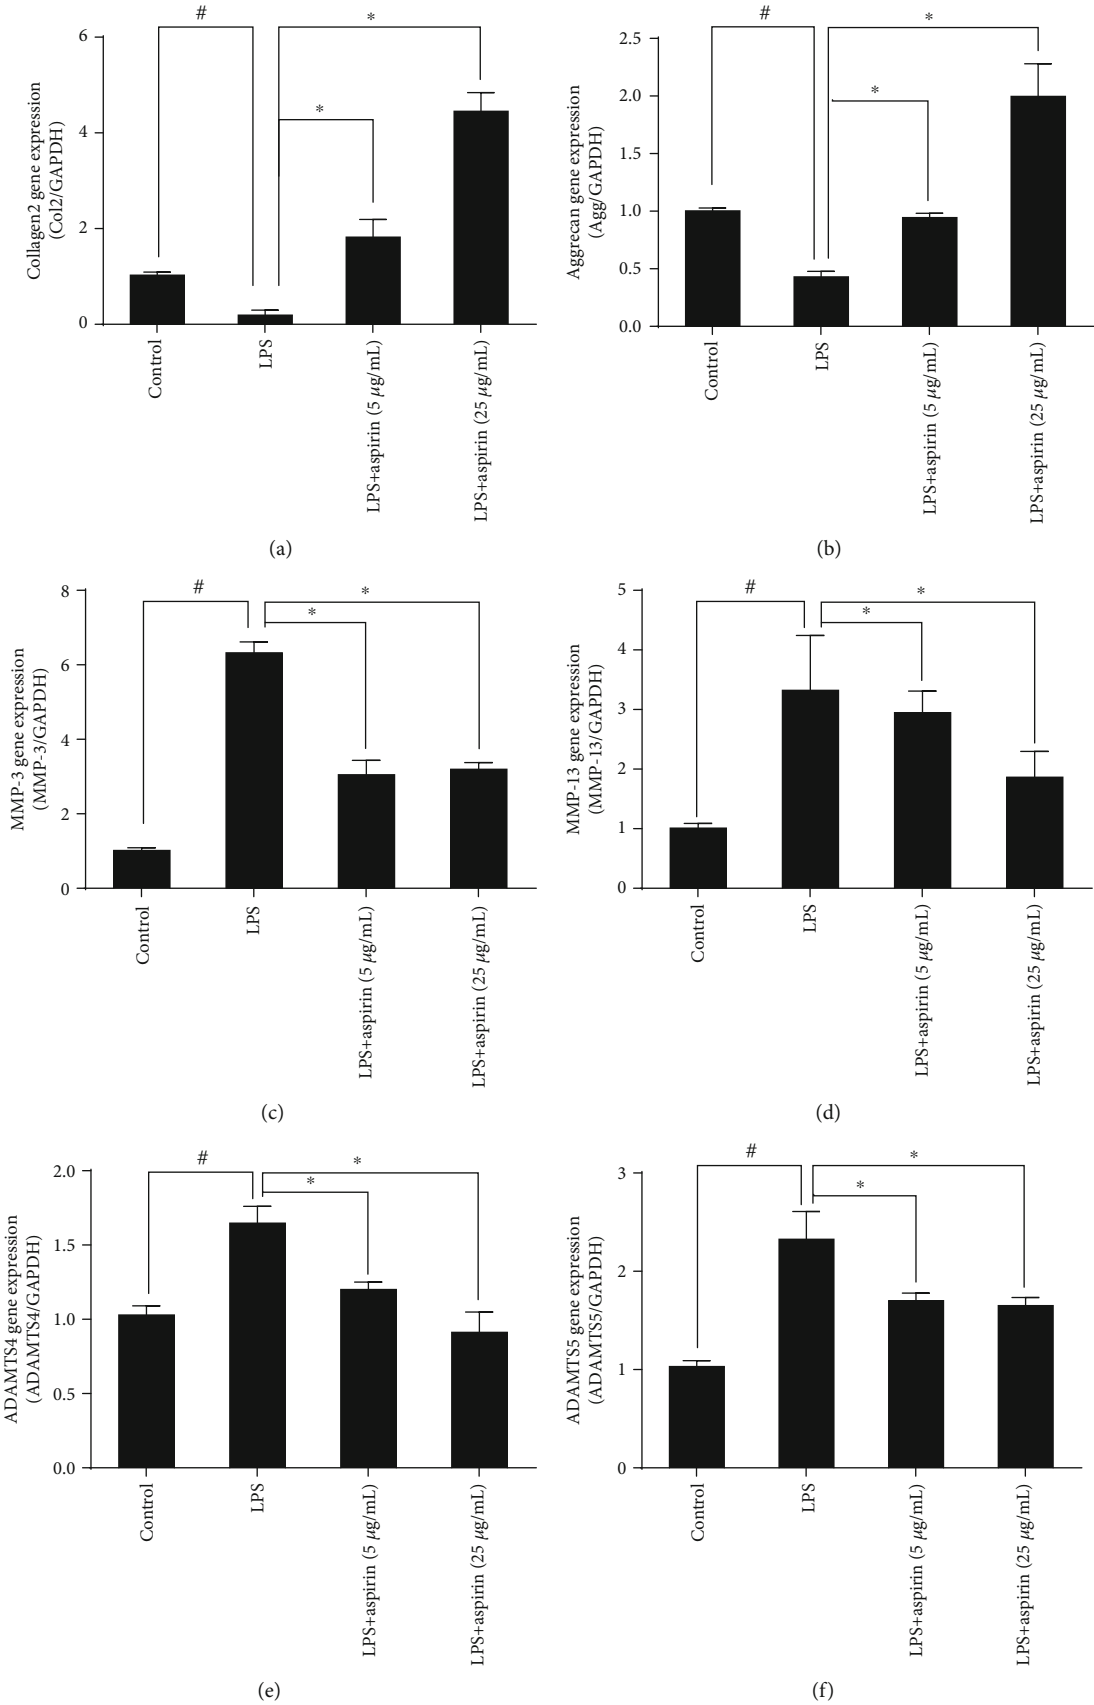 Collagen2 gene expression
(Col2/GAPDH)
6
4
2
0
#
*
*
Control
LPS
LPS+aspirin (5 μg/mL)
LPS+aspirin (25 μg/mL)
(a)
Aggrecan gene expression
(Agg/GAPDH)
2.5
2.0
1.5
1.0
0.5
0.0
#
*
*
Control
LPS
LPS+aspirin (5 μg/mL)
LPS+aspirin (25 μg/mL)
(b)
MMP-3 gene expression
(MMP-3/GAPDH)
8
6
4
2
0
#
*
*
Control
LPS
LPS+aspirin (5 μg/mL)
LPS+aspirin (25 μg/mL)
(c)
MMP-13 gene expression
(MMP-13/GAPDH)
5
4
3
2
1
0
#
*
*
Control
LPS
LPS+aspirin (5 μg/mL)
LPS+aspirin (25 μg/mL)
(d)
ADAMTS4 gene expression
(ADAMTS4/GAPDH)
2.0
1.5
1.0
0.5
0.0
#
*
*
Control
LPS
LPS+aspirin (5 μg/mL)
LPS+aspirin (25 μg/mL)
(e)
ADAMTS5 gene expression
(ADAMTS5/GAPDH)
3
2
1
0
#
*
*
Control
LPS
LPS+aspirin (5 μg/mL)
LPS+aspirin (25 μg/mL)
(f)